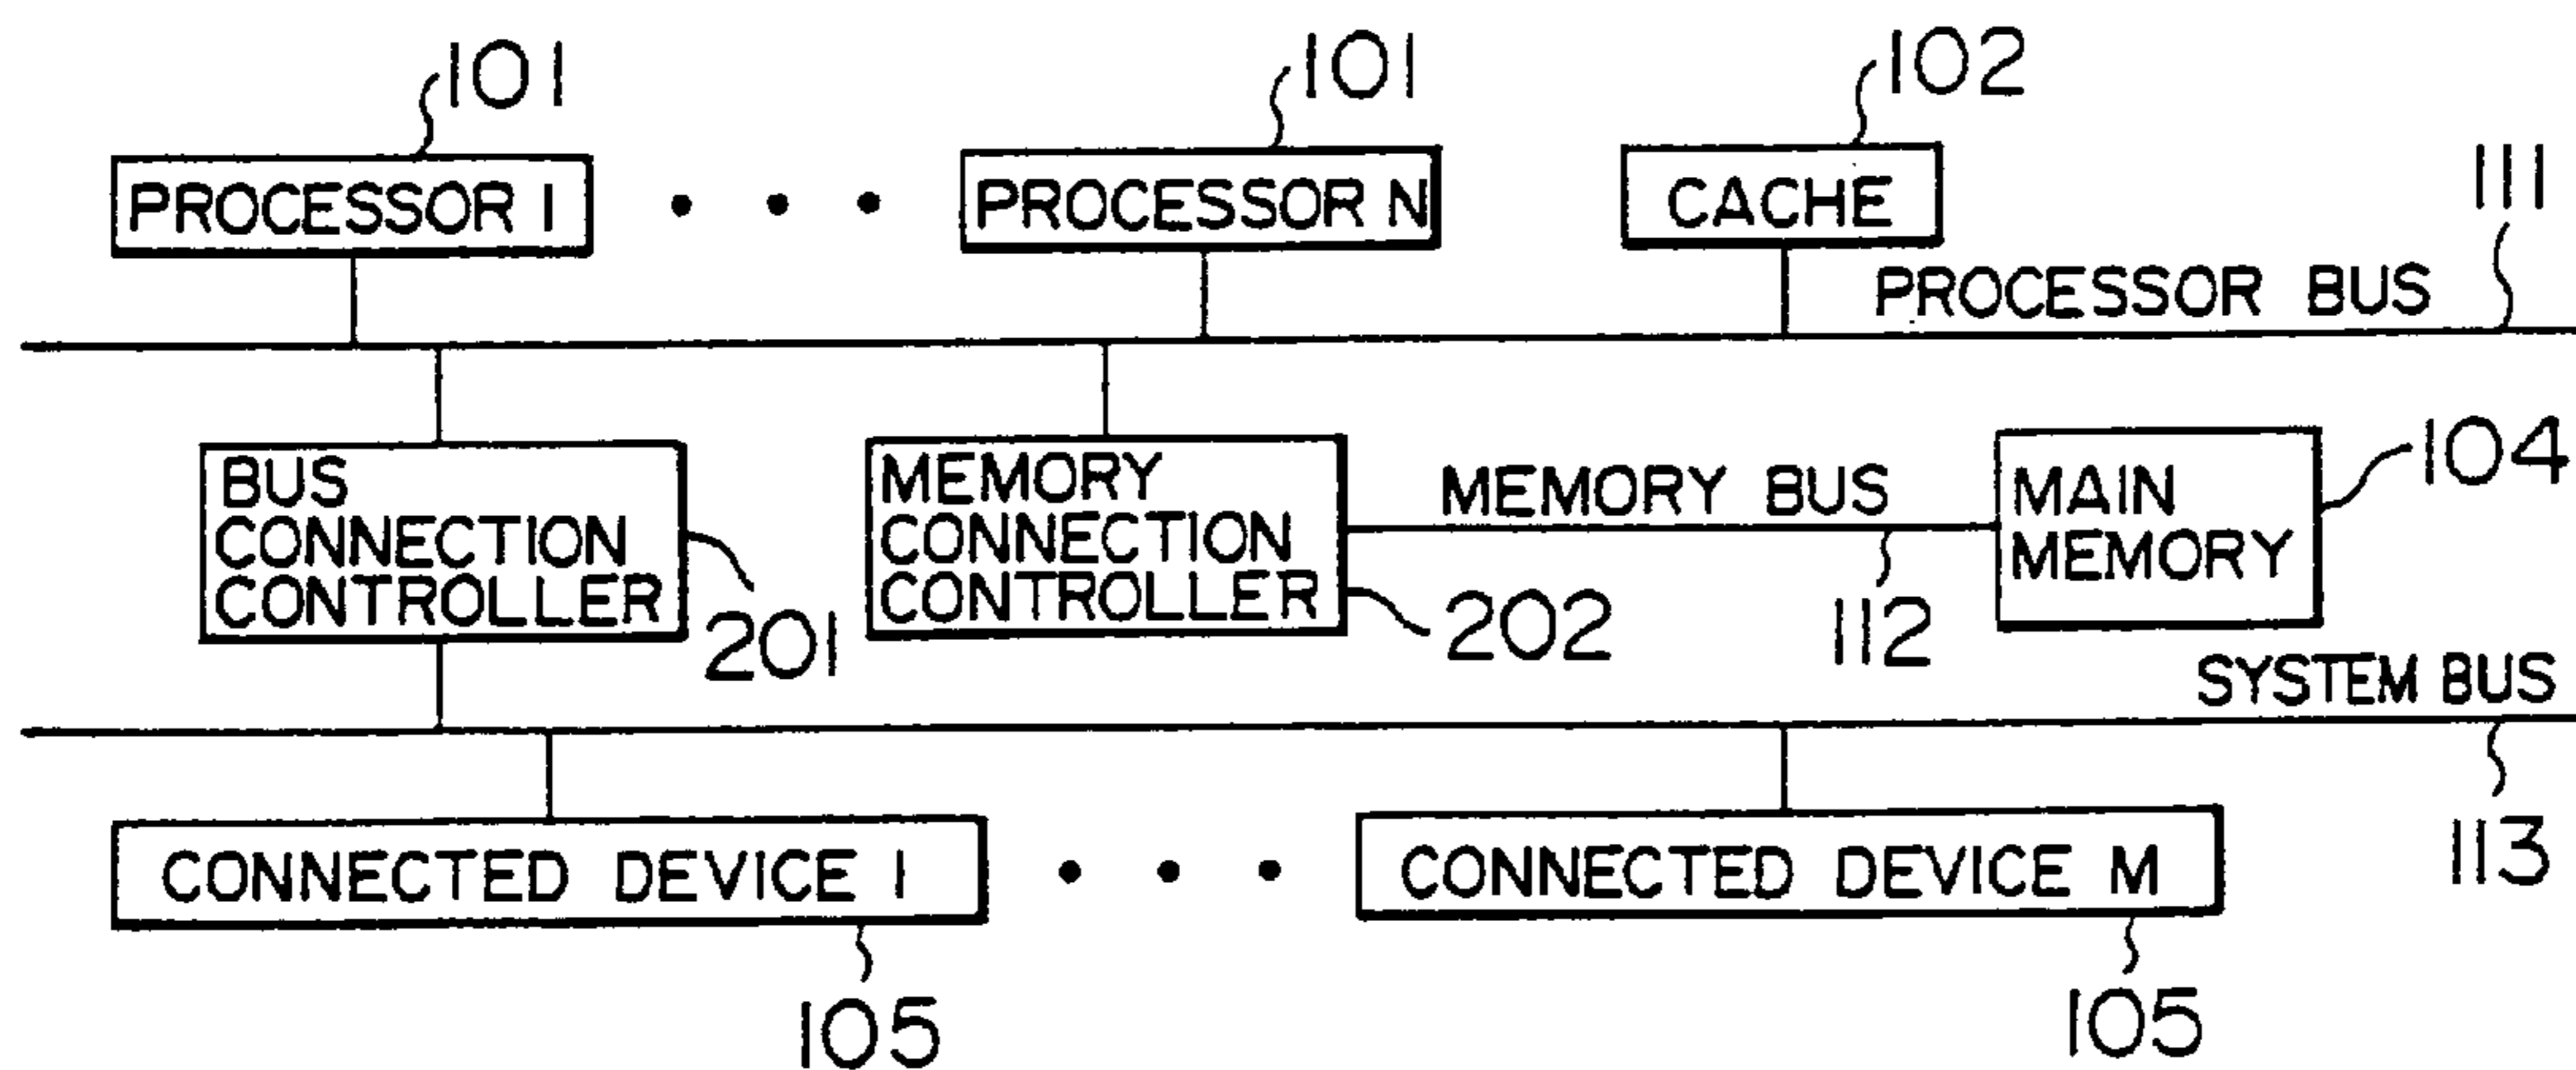 101
101
102
PROCESSOR 1
PROCESSOR N
CACHE
111
PROCESSOR BUS
BUS
CONNECTION
CONTROLLER
201
MEMORY
CONNECTION
CONTROLLER
202
MEMORY BUS
112
MAIN
MEMORY
104
SYSTEM BUS
113
CONNECTED DEVICE 1
CONNECTED DEVICE M
105
105